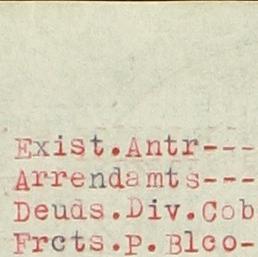 Exist.Antr---
Arrendamts---
Deuds.Div.Cob
Frcts.p.Blco-